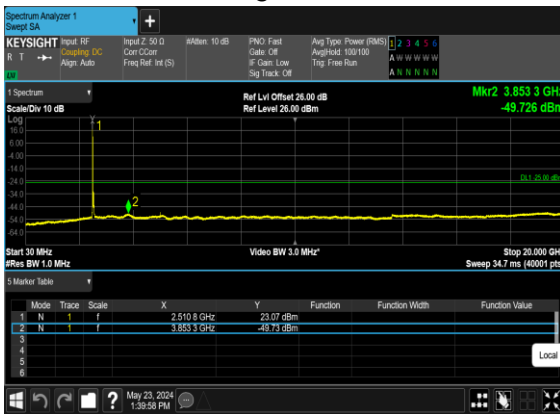 Spectrum Analyzer 1
Swept SA
+
KEYSIGHT Input: RF Input Z: 50 Ω #Atten: 10 dB PNO: Fast Avg Type: Power (RMS) 1 2 3 4 5 6
R T Coupling: DC Corr CCorr Gate: Off Avg|Hold: 100/100 A W W W W W
Align: Auto Freq Ref: Int (S) IF Gain: Low Trig: Free Run
LV Sig Track: Off A N N N N N
1 Spectrum Ref Lvl Offset 26.00 dB Mkr2 3.853 3 GHz
Scale/Div 10 dB Ref Level 26.00 dBm -49.726 dBm
Log
16.0
6.00
-4.00
-14.0
-24.0
-34.0
-44.0
-54.0
-64.0
1
2
DL1 -25.00 dBm
Start 30 MHz Video BW 3.0 MHz* Stop 20.000 GH
#Res BW 1.0 MHz Sweep 34.7 ms (40001 pts
5 Marker Table
Mode Trace Scale X Y Function Function Width Function Value
1 N 1 f 2.510 8 GHz 23.07 dBm
2 N 1 f 3.853 3 GHz -49.73 dBm
3
4
5
6
Local
? May 23, 2024
1:39:58 PM